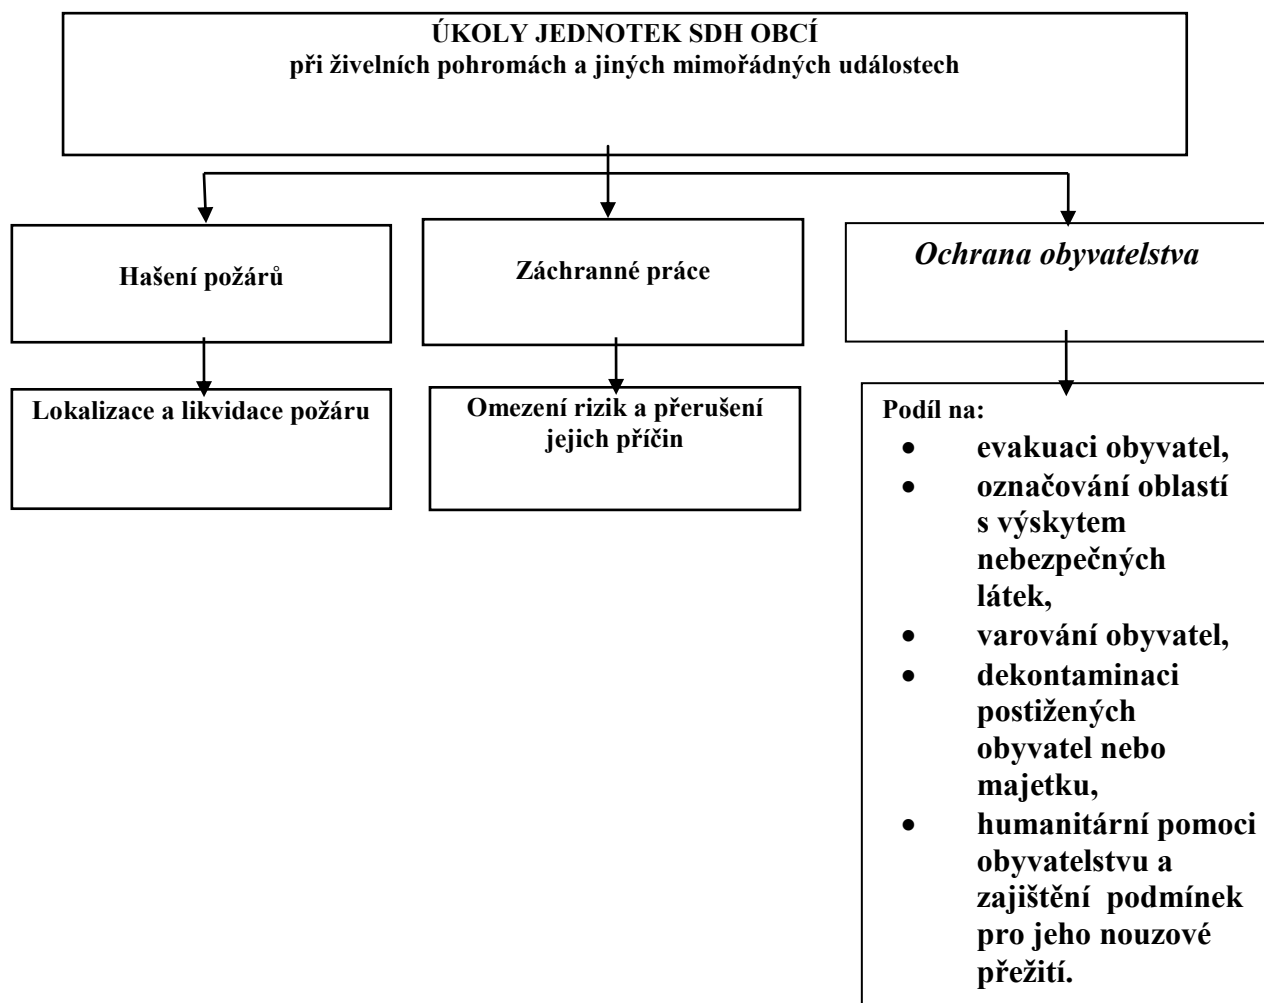 ÚKOLY JEDNOTEK SDH OBCÍ
při živelních pohromách a jiných mimořádných událostech
Hašení požárů
Záchranné práce
Ochrana obyvatelstva
Lokalizace a likvidace požáru
Omezení rizik a přerušení
jejich příčin
Podíl na:
• evakuaci obyvatel,
• označování oblastí
s výskytem
nebezpečných
látek,
• varování obyvatel,
• dekontaminaci
postižených
obyvatel nebo
majetku,
• humanitární pomoci
obyvatelstvu a
zajištění podmínek
pro jeho nouzové
přežití.